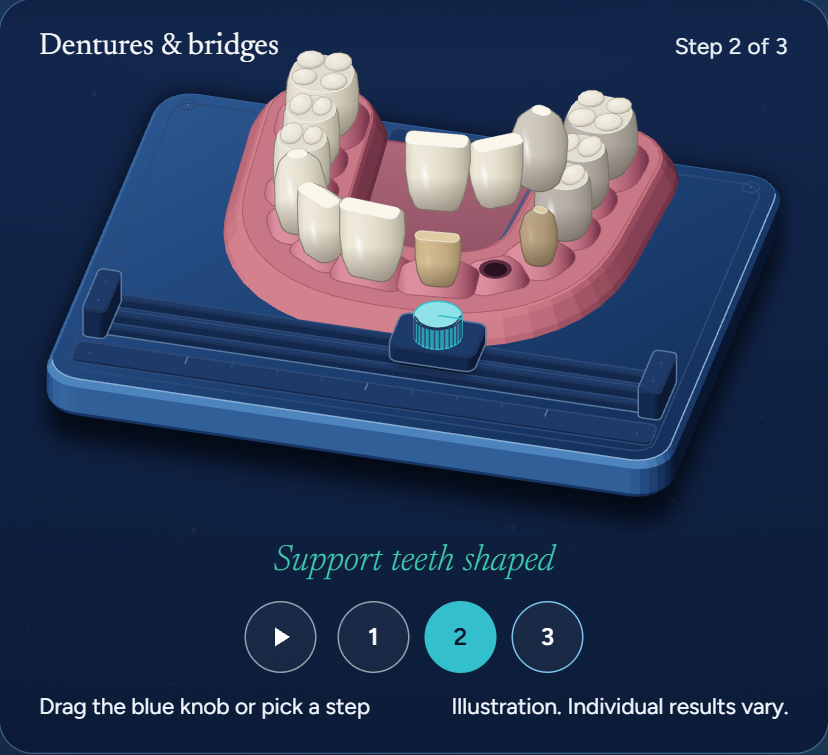 Dentures & bridges
Step 2 of 3
Support teeth shaped
1
2
3
Drag the blue knob or pick a step
Illustration. Individual results vary.